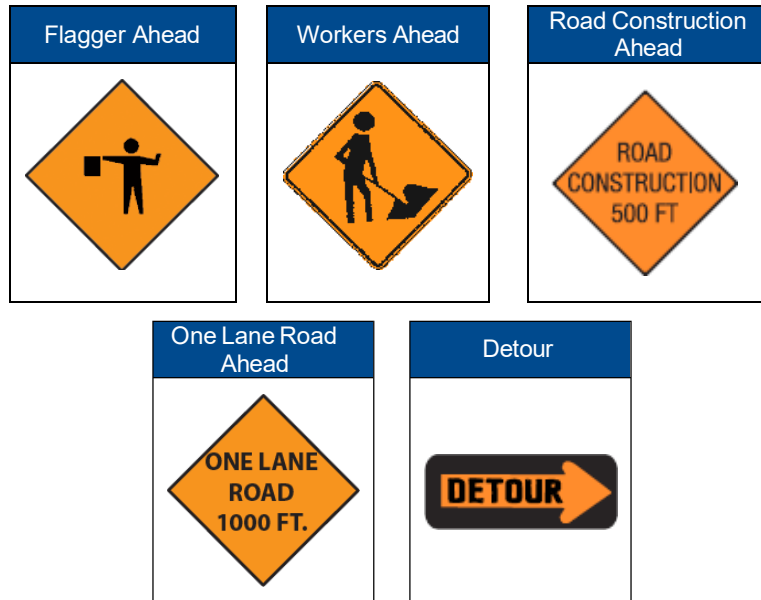 Flagger Ahead
Workers Ahead
Road Construction
Ahead
ROAD
CONSTRUCTION
500 FT
One Lane Road
Ahead
Detour
ONE LANE
ROAD
1000 FT.
DETOUR